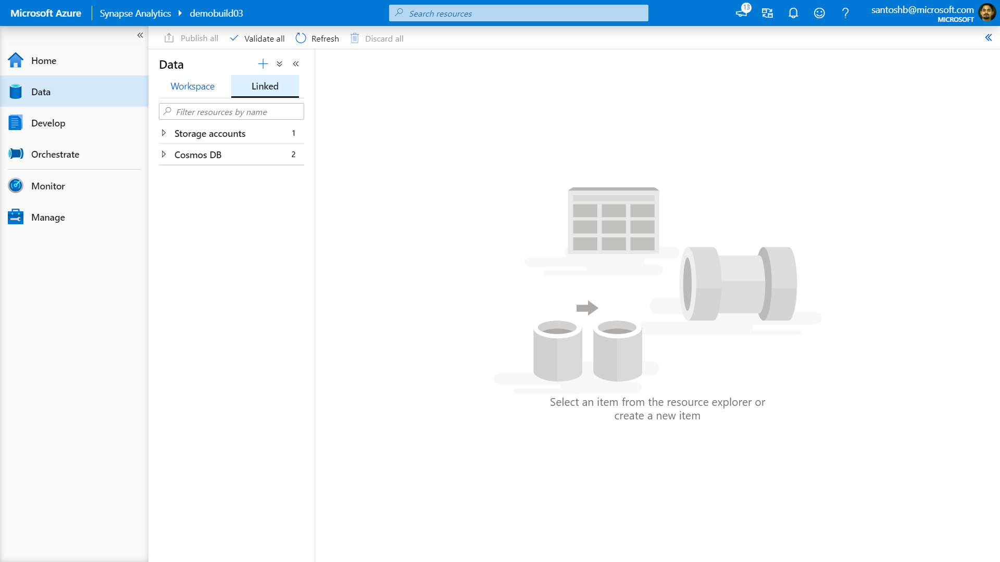 Microsoft Azure
Synapse Analytics
demobuild03
Search resources
13
santoshb@microsoft.com
MICROSOFT
Publish all
Validate all
Refresh
Discard all
Home
Data
Develop
Orchestrate
Monitor
Manage
Data
Workspace
Linked
Filter resources by name
Storage accounts 1
Cosmos DB 2
Select an item from the resource explorer or
create a new item